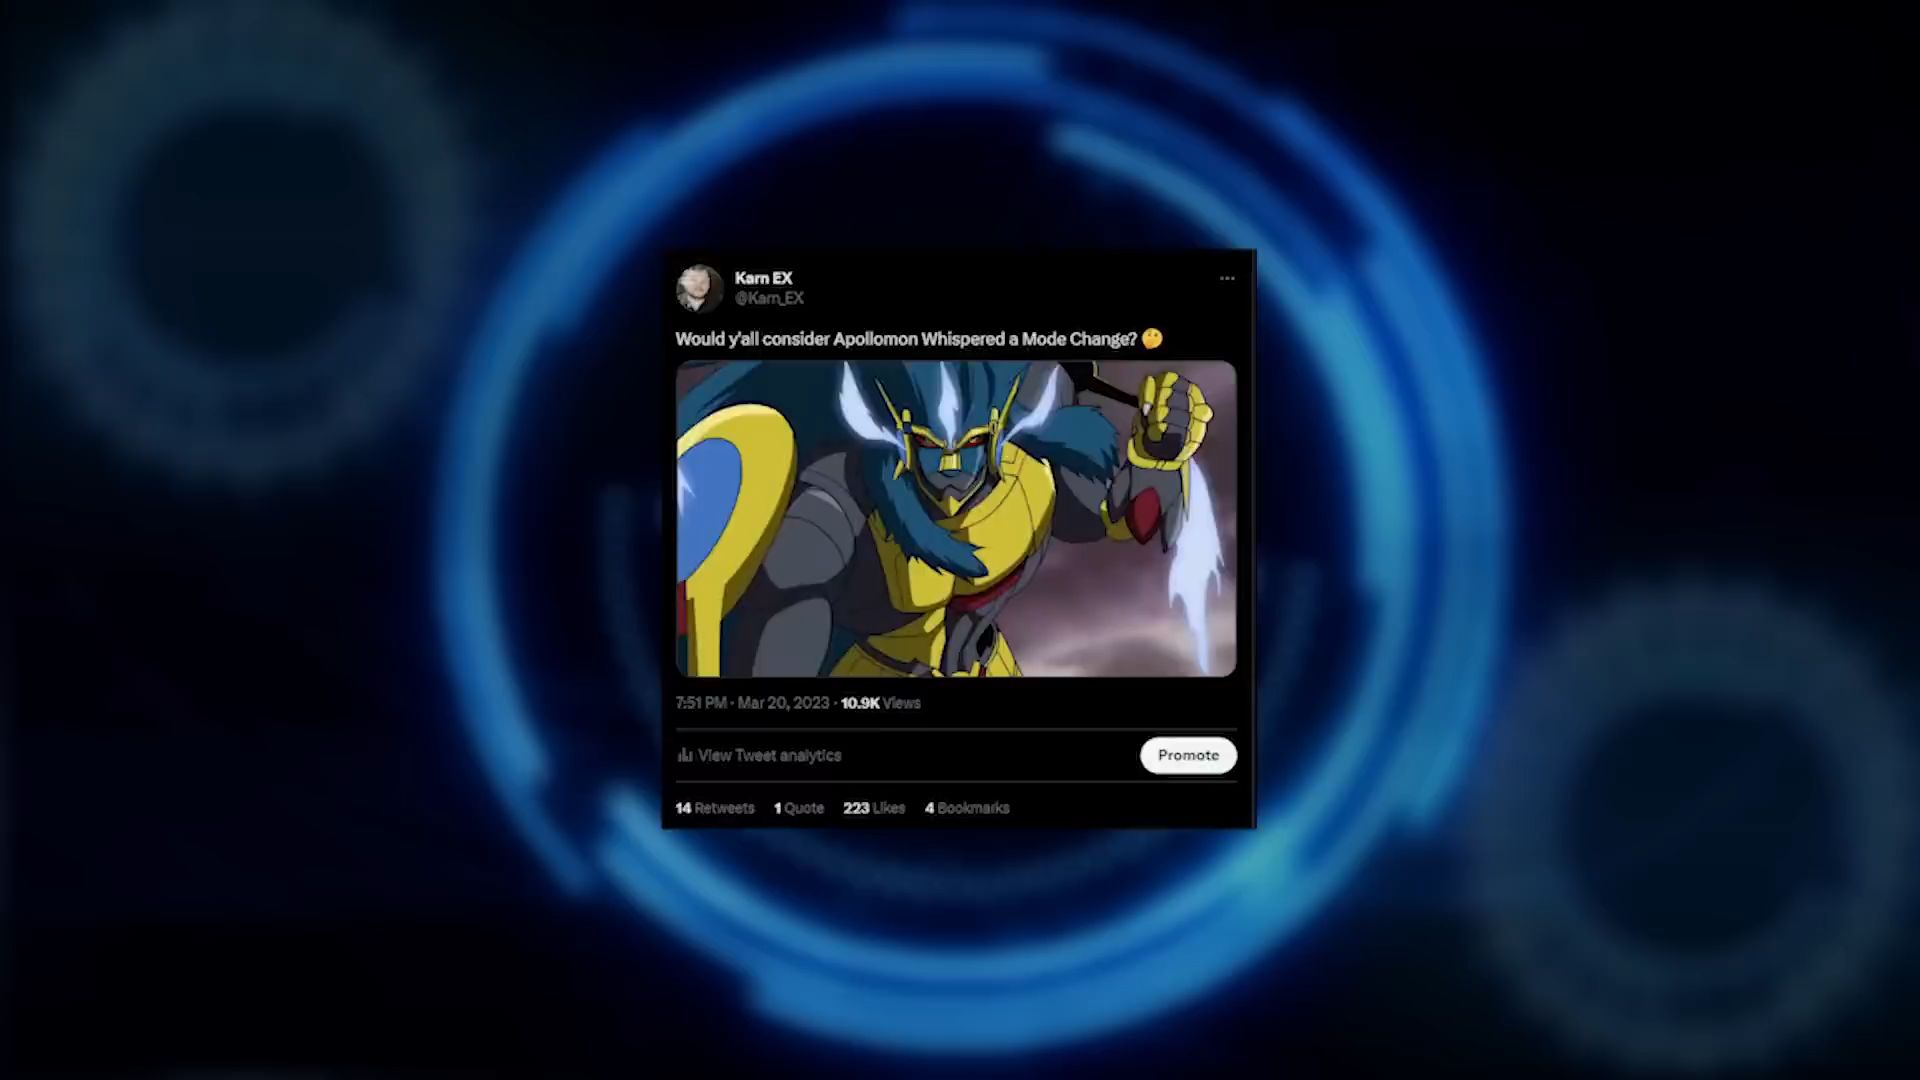 Karn EX
@Karn_EX
Would y'all consider Apollomon Whispered a Mode Change? 🤔
7:51 PM · Mar 20, 2023 · 10.9K Views
View Tweet analytics
Promote
14 Retweets 1 Quote 223 Likes 4 Bookmarks